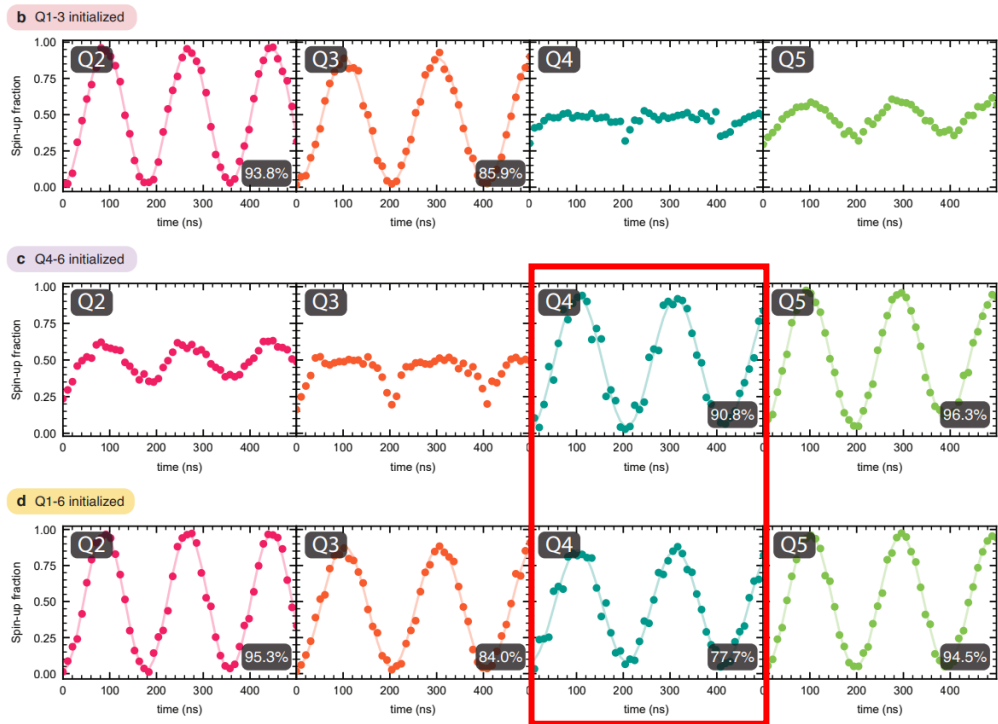 b Q1-3 initialized
Spin-up fraction
1.00
0.75
0.50
0.25
0.00
Q2
93.8%
Q3
85.9%
Q4
Q5
0 100 200 300 400 0 100 200 300 400 0 100 200 300 400 0 100 200 300 400
time (ns) time (ns) time (ns) time (ns)
c Q4-6 initialized
Spin-up fraction
1.00
0.75
0.50
0.25
0.00
Q2
Q3
Q4
90.8%
Q5
96.3%
0 100 200 300 400 0 100 200 300 400 0 100 200 300 400 0 100 200 300 400
time (ns) time (ns) time (ns) time (ns)
d Q1-6 initialized
Spin-up fraction
1.00
0.75
0.50
0.25
0.00
Q2
95.3%
Q3
84.0%
Q4
77.7%
Q5
94.5%
0 100 200 300 400 0 100 200 300 400 0 100 200 300 400 0 100 200 300 400
time (ns) time (ns) time (ns) time (ns)